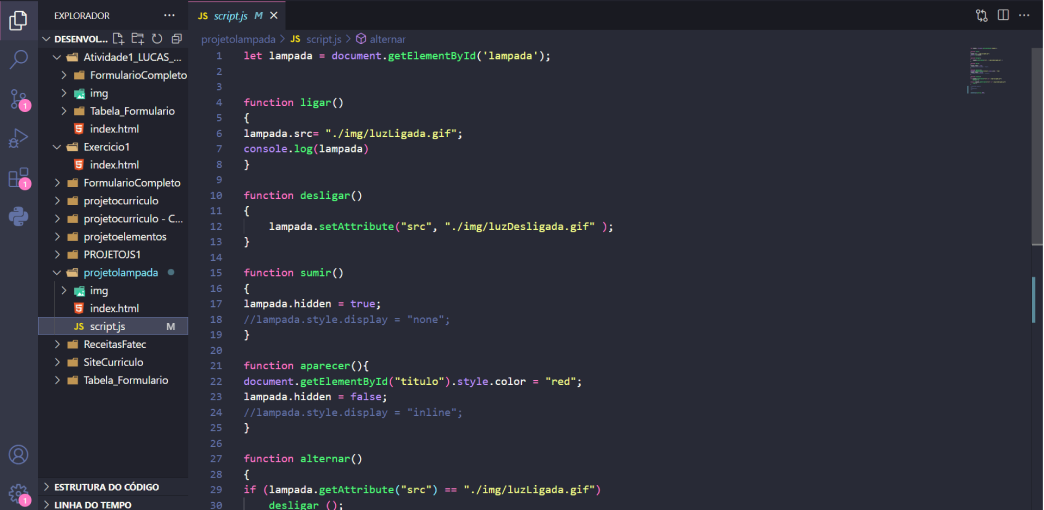 EXPLORADOR ···
DESENVOL...
Atividade1_LUCAS_...
FormularioCompleto
img
Tabela_Formulario
index.html
Exercicio1
index.html
FormularioCompleto
projetocurriculo
projetocurriculo - C...
projetoelementos
PROJETOJS1
projetolampada
img
index.html
JS script.js M
ReceitasFatec
SiteCurriculo
Tabela_Formulario
ESTRUTURA DO CÓDIGO
LINHA DO TEMPO
1
1
1
JS script.js M
projetolampada > JS script.js > alternar
1 let lampada = document.getElementById('lampada');
2
3
4 function ligar()
5 {
6 lampada.src= "./img/luzLigada.gif";
7 console.log(lampada)
8 }
9
10 function desligar()
11 {
12 lampada.setAttribute("src", "./img/luzDesligada.gif" );
13 }
14
15 function sumir()
16 {
17 lampada.hidden = true;
18 //lampada.style.display = "none";
19 }
20
21 function aparecer(){
22 document.getElementById("titulo").style.color = "red";
23 lampada.hidden = false;
24 //lampada.style.display = "inline";
25 }
26
27 function alternar()
28 {
29 if (lampada.getAttribute("src") == "./img/luzLigada.gif")
30 desligar ();